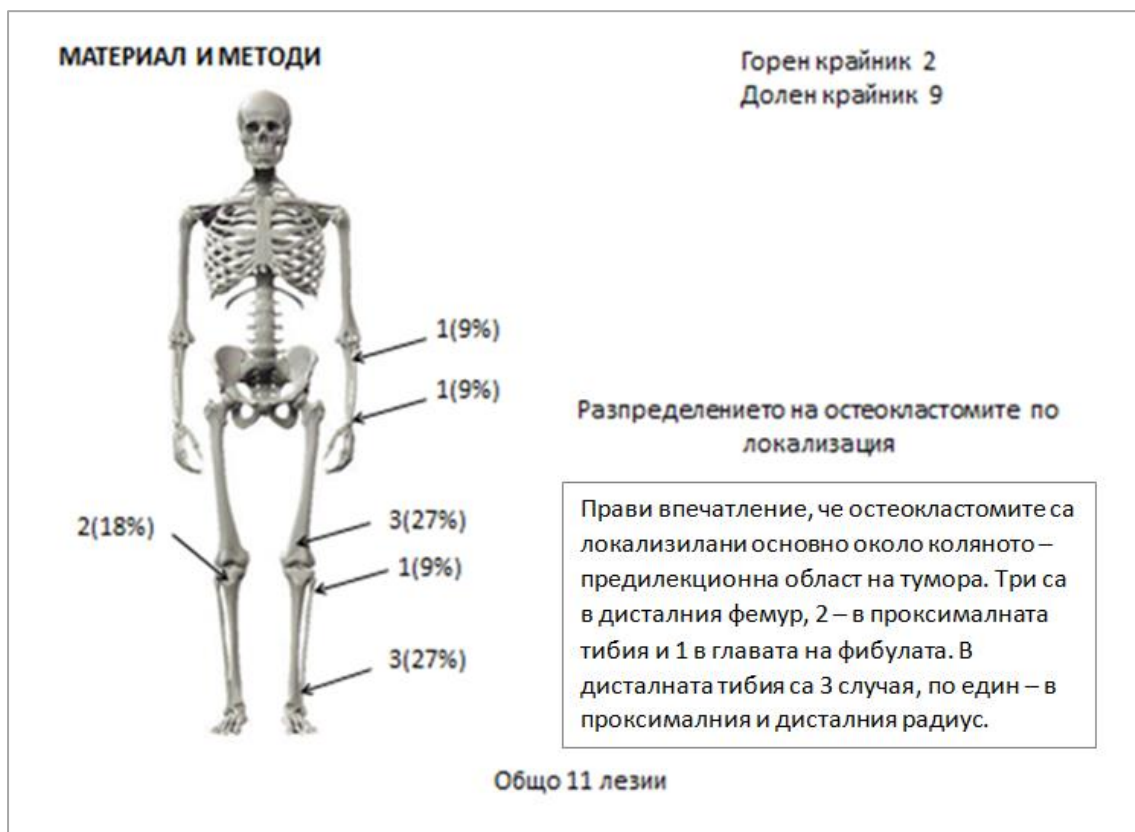 МАТЕРИАЛ И МЕТОДИ
Горен крайник 2
Долен крайник 9
1(9%)
1(9%)
Разпределението на остеокластомите по
локализация
2(18%)
3(27%)
1(9%)
3(27%)
Прави впечатление, че остеокластомите са
локализилани основно около коляното –
предилекционна област на тумора. Три са
в дисталния фемур, 2 – в проксималната
тибия и 1 в главата на фибулата. В
дисталната тибия са 3 случая, по един – в
проксималния и дисталния радиус.
Общо 11 лезии